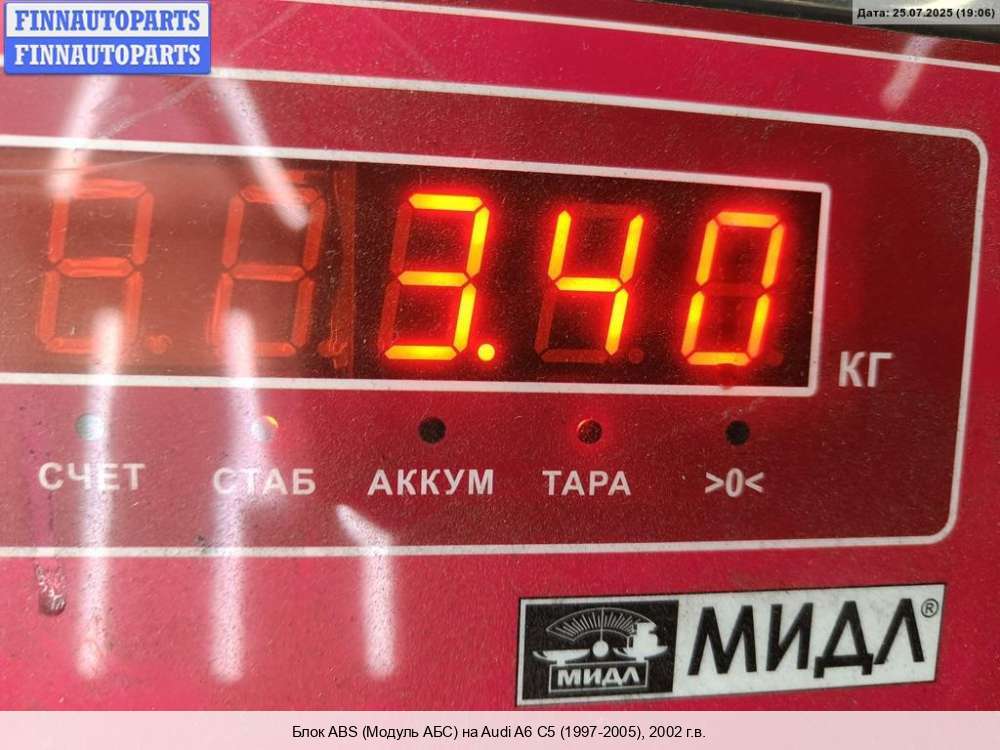 FINNAUTOPARTS
FINNAUTOPARTS
Дата: 25.07.2025 (19:06)
3.40
КГ
СЧЕТ СТАБ АККУМ ТАРА >0<
МИДЛ МИДЛ®
Блок ABS (Модуль АБС) на Audi A6 C5 (1997-2005), 2002 г.в.